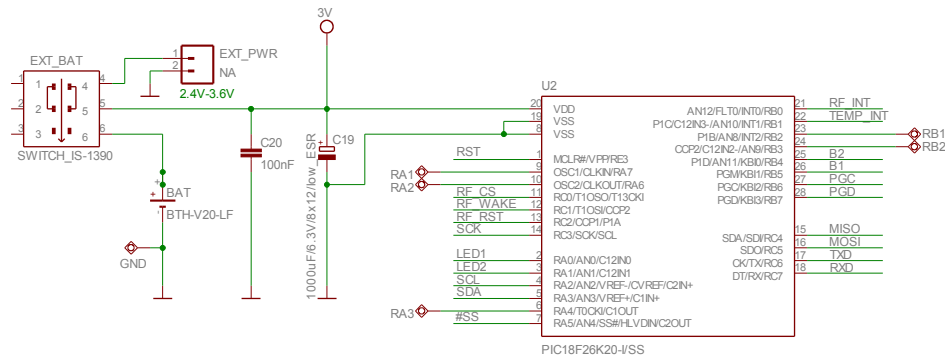 3V
EXT_BAT
1
2
3
1
2
3
4
5
6
4
5
6
SWITCH_IS-1390
1
2
EXT_PWR
NA
2.4V-3.6V
+
+
-
BAT
BTH-V20-LF
GND
C20
100nF
+
C19
1000uF/6.3V/8x12/low_ESR
U2
20
19
8
VDD
VSS
VSS
RST
1
MCLR#/VPP/RE3
RA1
9
OSC1/CLKIN/RA7
RA2
10
OSC2/CLKOUT/RA6
RF_CS
11
RC0/T1OSO/T13CKI
RF_WAKE
12
RC1/T1OSI/CCP2
RF_RST
13
RC2/CCP1/P1A
SCK
14
RC3/SCK/SCL
LED1
2
RA0/AN0/C12IN0
LED2
3
RA1/AN1/C12IN1
SCL
4
RA2/AN2/VREF-/CVREF/C2IN+
SDA
5
RA3/AN3/VREF+/C1IN+
RA3
6
RA4/T0CKI/C1OUT
#SS
7
RA5/AN4/SS#/HLVDIN/C2OUT
AN12/FLT0/INT0/RB0
21
RF_INT
P1C/C12IN3-/AN10/INT1/RB1
22
TEMP_INT
P1B/AN8/INT2/RB2
23
RB1
CCP2/C12IN2-/AN9/RB3
24
RB2
P1D/AN11/KBI0/RB4
25
B2
PGM/KBI1/RB5
26
B1
PGC/KBI2/RB6
27
PGC
PGD/KBI3/RB7
28
PGD
SDA/SDI/RC4
15
MISO
SDO/RC5
16
MOSI
CK/TX/RC6
17
TXD
DT/RX/RC7
18
RXD
PIC18F26K20-I/SS